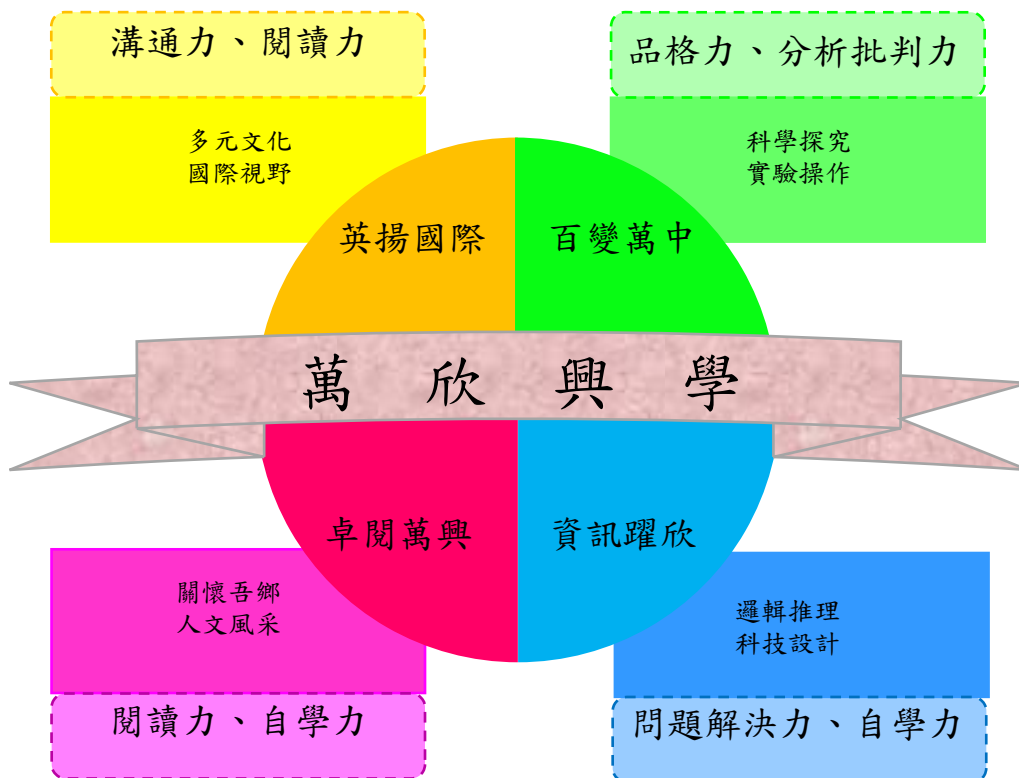 溝通力、閱讀力
品格力、分析批判力
多元文化
國際視野
科學探究
實驗操作
英揚國際
百變萬中
萬欣興學
卓閱萬興
資訊躍欣
關懷吾鄉
人文風采
邏輯推理
科技設計
閱讀力、自學力
問題解決力、自學力